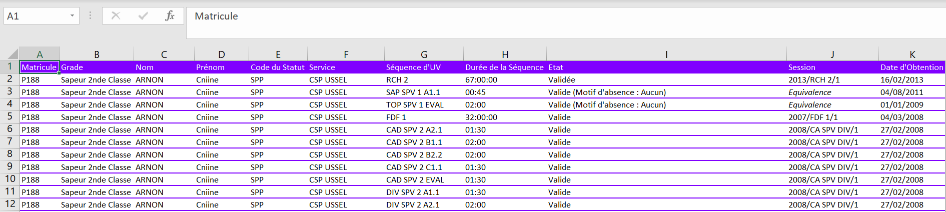 A1 fx Matricule
A B C D E F G H I J K
1 Matricule Grade Nom Prénom Code du Statut Service Séquence d'UV Durée de la Séquence Etat Session Date d'Obtention
2 P188 Sapeur 2nde Classe ARNON Cniine SPP CSP USSEL RCH 2 67:00:00 Validée 2013/RCH 2/1 16/02/2013
3 P188 Sapeur 2nde Classe ARNON Cniine SPP CSP USSEL SAP SPV 1 A1.1 00:45 Valide (Motif d'absence : Aucun) Equivalence 04/08/2011
4 P188 Sapeur 2nde Classe ARNON Cniine SPP CSP USSEL TOP SPV 1 EVAL 02:00 Valide (Motif d'absence : Aucun) Equivalence 01/01/2009
5 P188 Sapeur 2nde Classe ARNON Cniine SPP CSP USSEL FDF 1 32:00:00 Valide 2007/FDF 1/1 04/03/2008
6 P188 Sapeur 2nde Classe ARNON Cniine SPP CSP USSEL CAD SPV 2 A2.1 01:30 Valide 2008/CA SPV DIV/1 27/02/2008
7 P188 Sapeur 2nde Classe ARNON Cniine SPP CSP USSEL CAD SPV 2 B1.1 02:00 Valide 2008/CA SPV DIV/1 27/02/2008
8 P188 Sapeur 2nde Classe ARNON Cniine SPP CSP USSEL CAD SPV 2 B2.2 02:00 Valide 2008/CA SPV DIV/1 27/02/2008
9 P188 Sapeur 2nde Classe ARNON Cniine SPP CSP USSEL CAD SPV 2 C1.1 01:30 Valide 2008/CA SPV DIV/1 27/02/2008
10 P188 Sapeur 2nde Classe ARNON Cniine SPP CSP USSEL CAD SPV 2 EVAL 02:00 Valide 2008/CA SPV DIV/1 27/02/2008
11 P188 Sapeur 2nde Classe ARNON Cniine SPP CSP USSEL DIV SPV 2 A1.1 01:30 Valide 2008/CA SPV DIV/1 27/02/2008
12 P188 Sapeur 2nde Classe ARNON Cniine SPP CSP USSEL DIV SPV 2 A2.1 02:00 Valide 2008/CA SPV DIV/1 27/02/2008